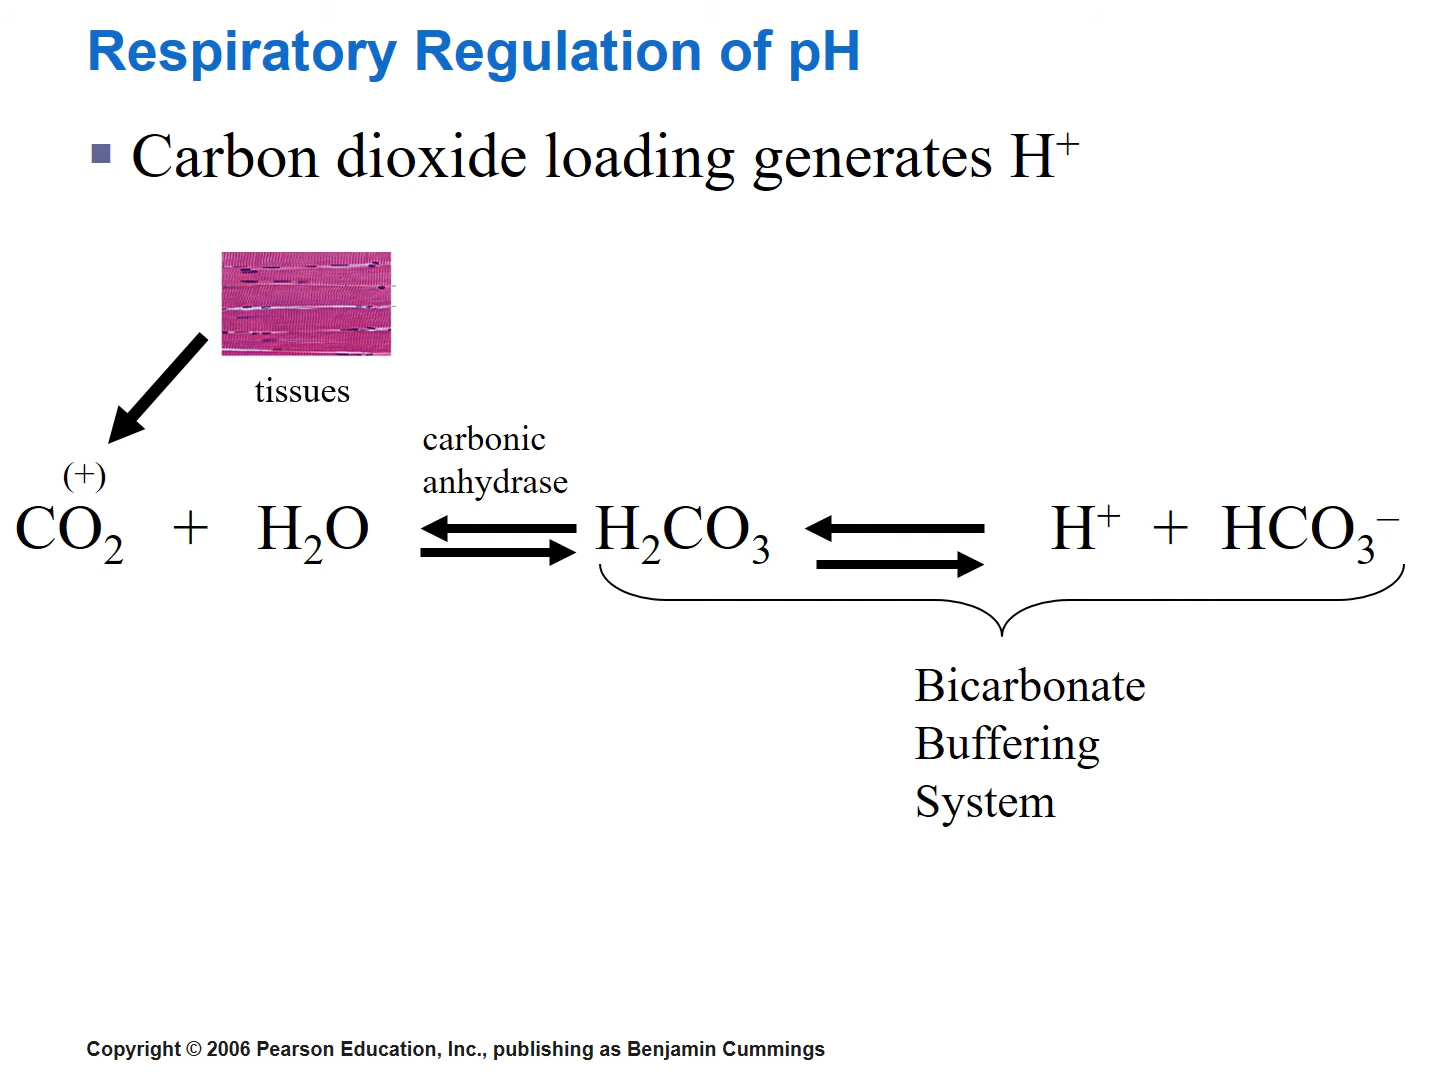 Respiratory Regulation of pH
▪ Carbon dioxide loading generates H⁺
tissues
carbonic
anhydrase
(+)
CO₂ + H₂O H₂CO₃ H⁺ + HCO₃⁻
Bicarbonate
Buffering
System
Copyright © 2006 Pearson Education, Inc., publishing as Benjamin Cummings